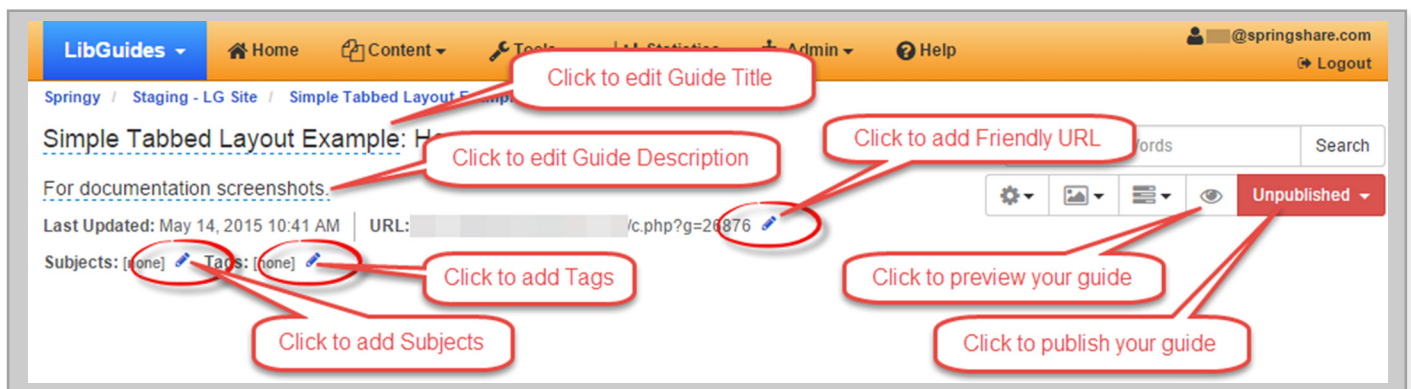 LibGuides Home Content Admin Help @springshare.com
Logout
Click to edit Guide Title
Springy / Staging - LG Site / Simple Tabbed Layout
Simple Tabbed Layout Example:
Click to add Friendly URL
Search
Click to edit Guide Description
For documentation screenshots.
Unpublished
Last Updated: May 14, 2015 10:41 AM URL: /c.php?g=26876
Subjects: [none] Tags: [none]
Click to add Tags
Click to preview your guide
Click to add Subjects
Click to publish your guide